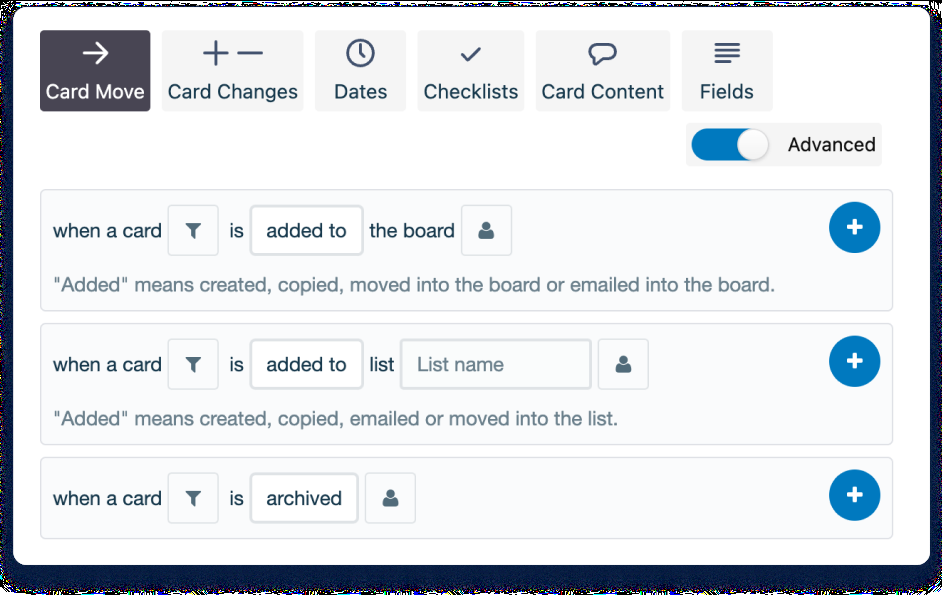 Card Move Card Changes Dates Checklists Card Content Fields
Advanced
when a card is added to the board
"Added" means created, copied, moved into the board or emailed into the board.
when a card is added to list List name
"Added" means created, copied, emailed or moved into the list.
when a card is archived